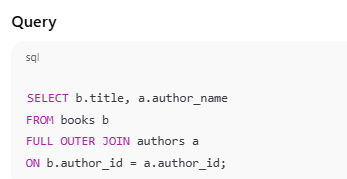 Query
sql
SELECT b.title, a.author_name
FROM books b
FULL OUTER JOIN authors a
ON b.author_id = a.author_id;